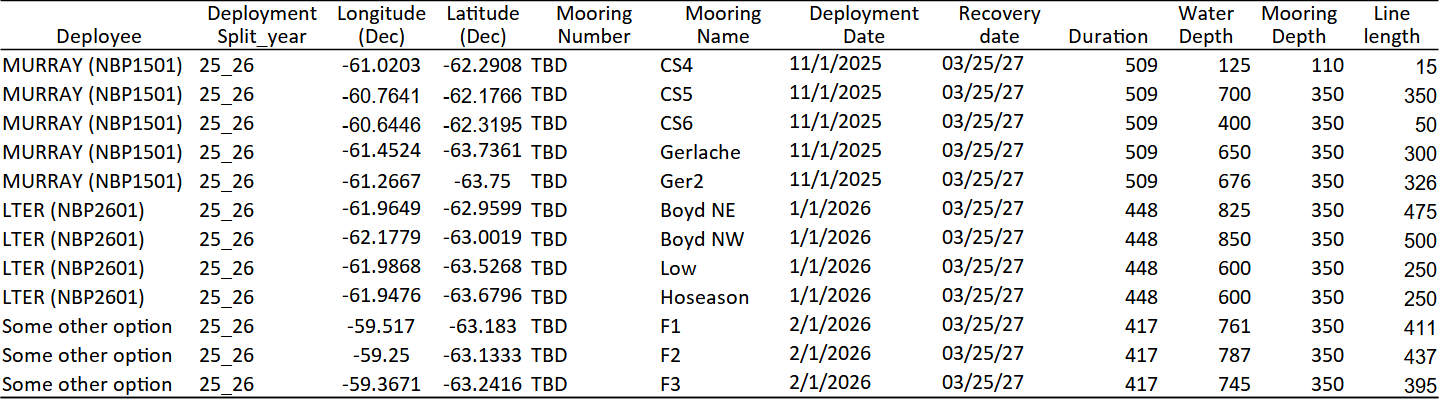 Deployee Deployment Split_year Longitude (Dec) Latitude (Dec) Mooring Number Mooring Name Deployment Date Recovery date Duration Water Depth Mooring Depth Line length
MURRAY (NBP1501) 25_26 -61.0203 -62.2908 TBD CS4 11/1/2025 03/25/27 509 125 110 15
MURRAY (NBP1501) 25_26 -60.7641 -62.1766 TBD CS5 11/1/2025 03/25/27 509 700 350 350
MURRAY (NBP1501) 25_26 -60.6446 -62.3195 TBD CS6 11/1/2025 03/25/27 509 400 350 50
MURRAY (NBP1501) 25_26 -61.4524 -63.7361 TBD Gerlache 11/1/2025 03/25/27 509 650 350 300
MURRAY (NBP1501) 25_26 -61.2667 -63.75 TBD Ger2 11/1/2025 03/25/27 509 676 350 326
LTER (NBP2601) 25_26 -61.9649 -62.9599 TBD Boyd NE 1/1/2026 03/25/27 448 825 350 475
LTER (NBP2601) 25_26 -62.1779 -63.0019 TBD Boyd NW 1/1/2026 03/25/27 448 850 350 500
LTER (NBP2601) 25_26 -61.9868 -63.5268 TBD Low 1/1/2026 03/25/27 448 600 350 250
LTER (NBP2601) 25_26 -61.9476 -63.6796 TBD Hoseason 1/1/2026 03/25/27 448 600 350 250
Some other option 25_26 -59.517 -63.183 TBD F1 2/1/2026 03/25/27 417 761 350 411
Some other option 25_26 -59.25 -63.1333 TBD F2 2/1/2026 03/25/27 417 787 350 437
Some other option 25_26 -59.3671 -63.2416 TBD F3 2/1/2026 03/25/27 417 745 350 395